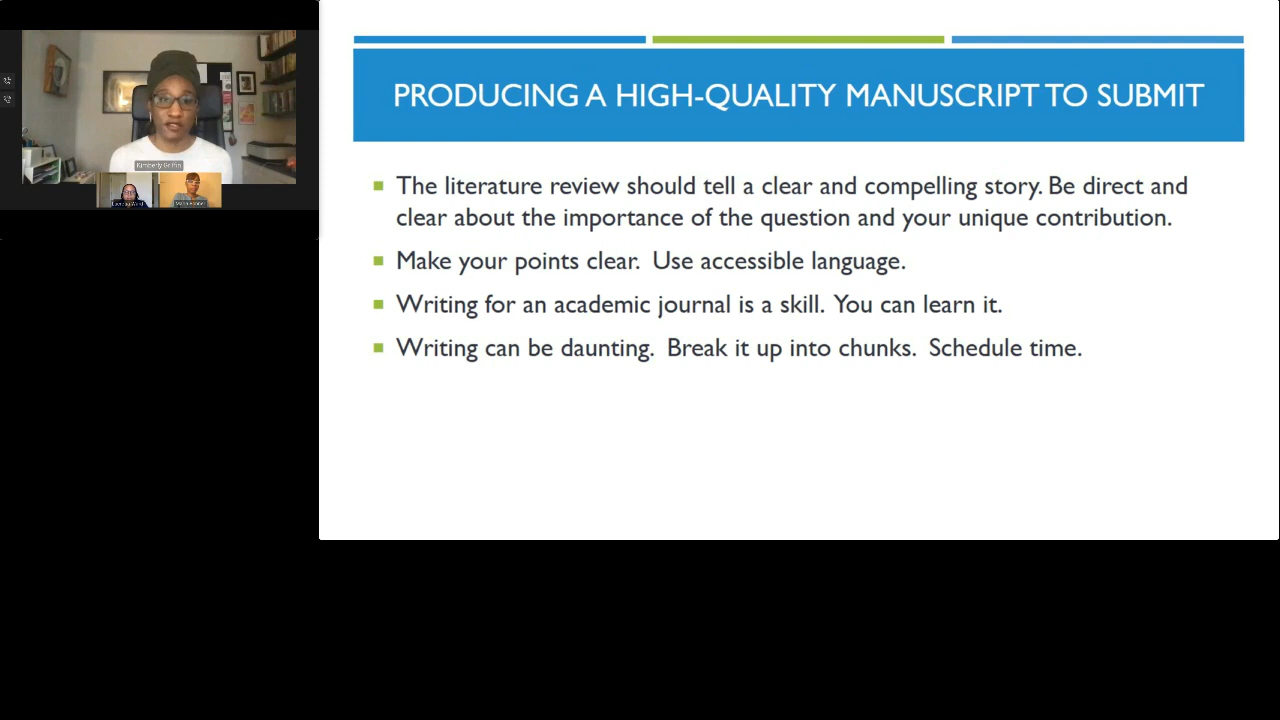 Kimberly Griffin
PRODUCING A HIGH-QUALITY MANUSCRIPT TO SUBMIT
The literature review should tell a clear and compelling story. Be direct and
clear about the importance of the question and your unique contribution.
Make your points clear. Use accessible language.
Writing for an academic journal is a skill. You can learn it.
Writing can be daunting. Break it up into chunks. Schedule time.